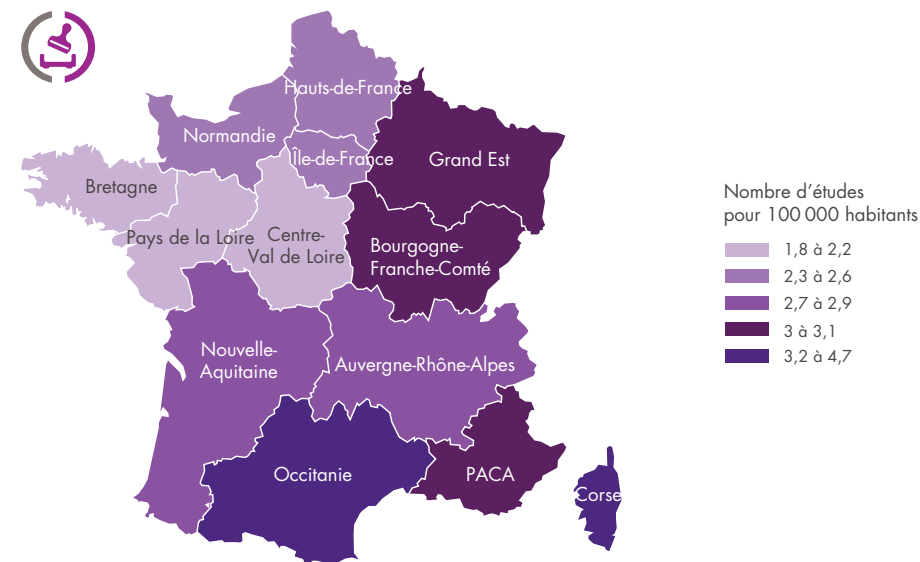 Hauts-de-France
Normandie
Île-de-France
Grand Est
Bretagne
Pays de la Loire
Centre-
Val de Loire
Bourgogne-
Franche-Comté
Nouvelle-
Aquitaine
Auvergne-Rhône-Alpes
Occitanie
PACA
Corse
Nombre d'études
pour 100 000 habitants
1,8 à 2,2
2,3 à 2,6
2,7 à 2,9
3 à 3,1
3,2 à 4,7